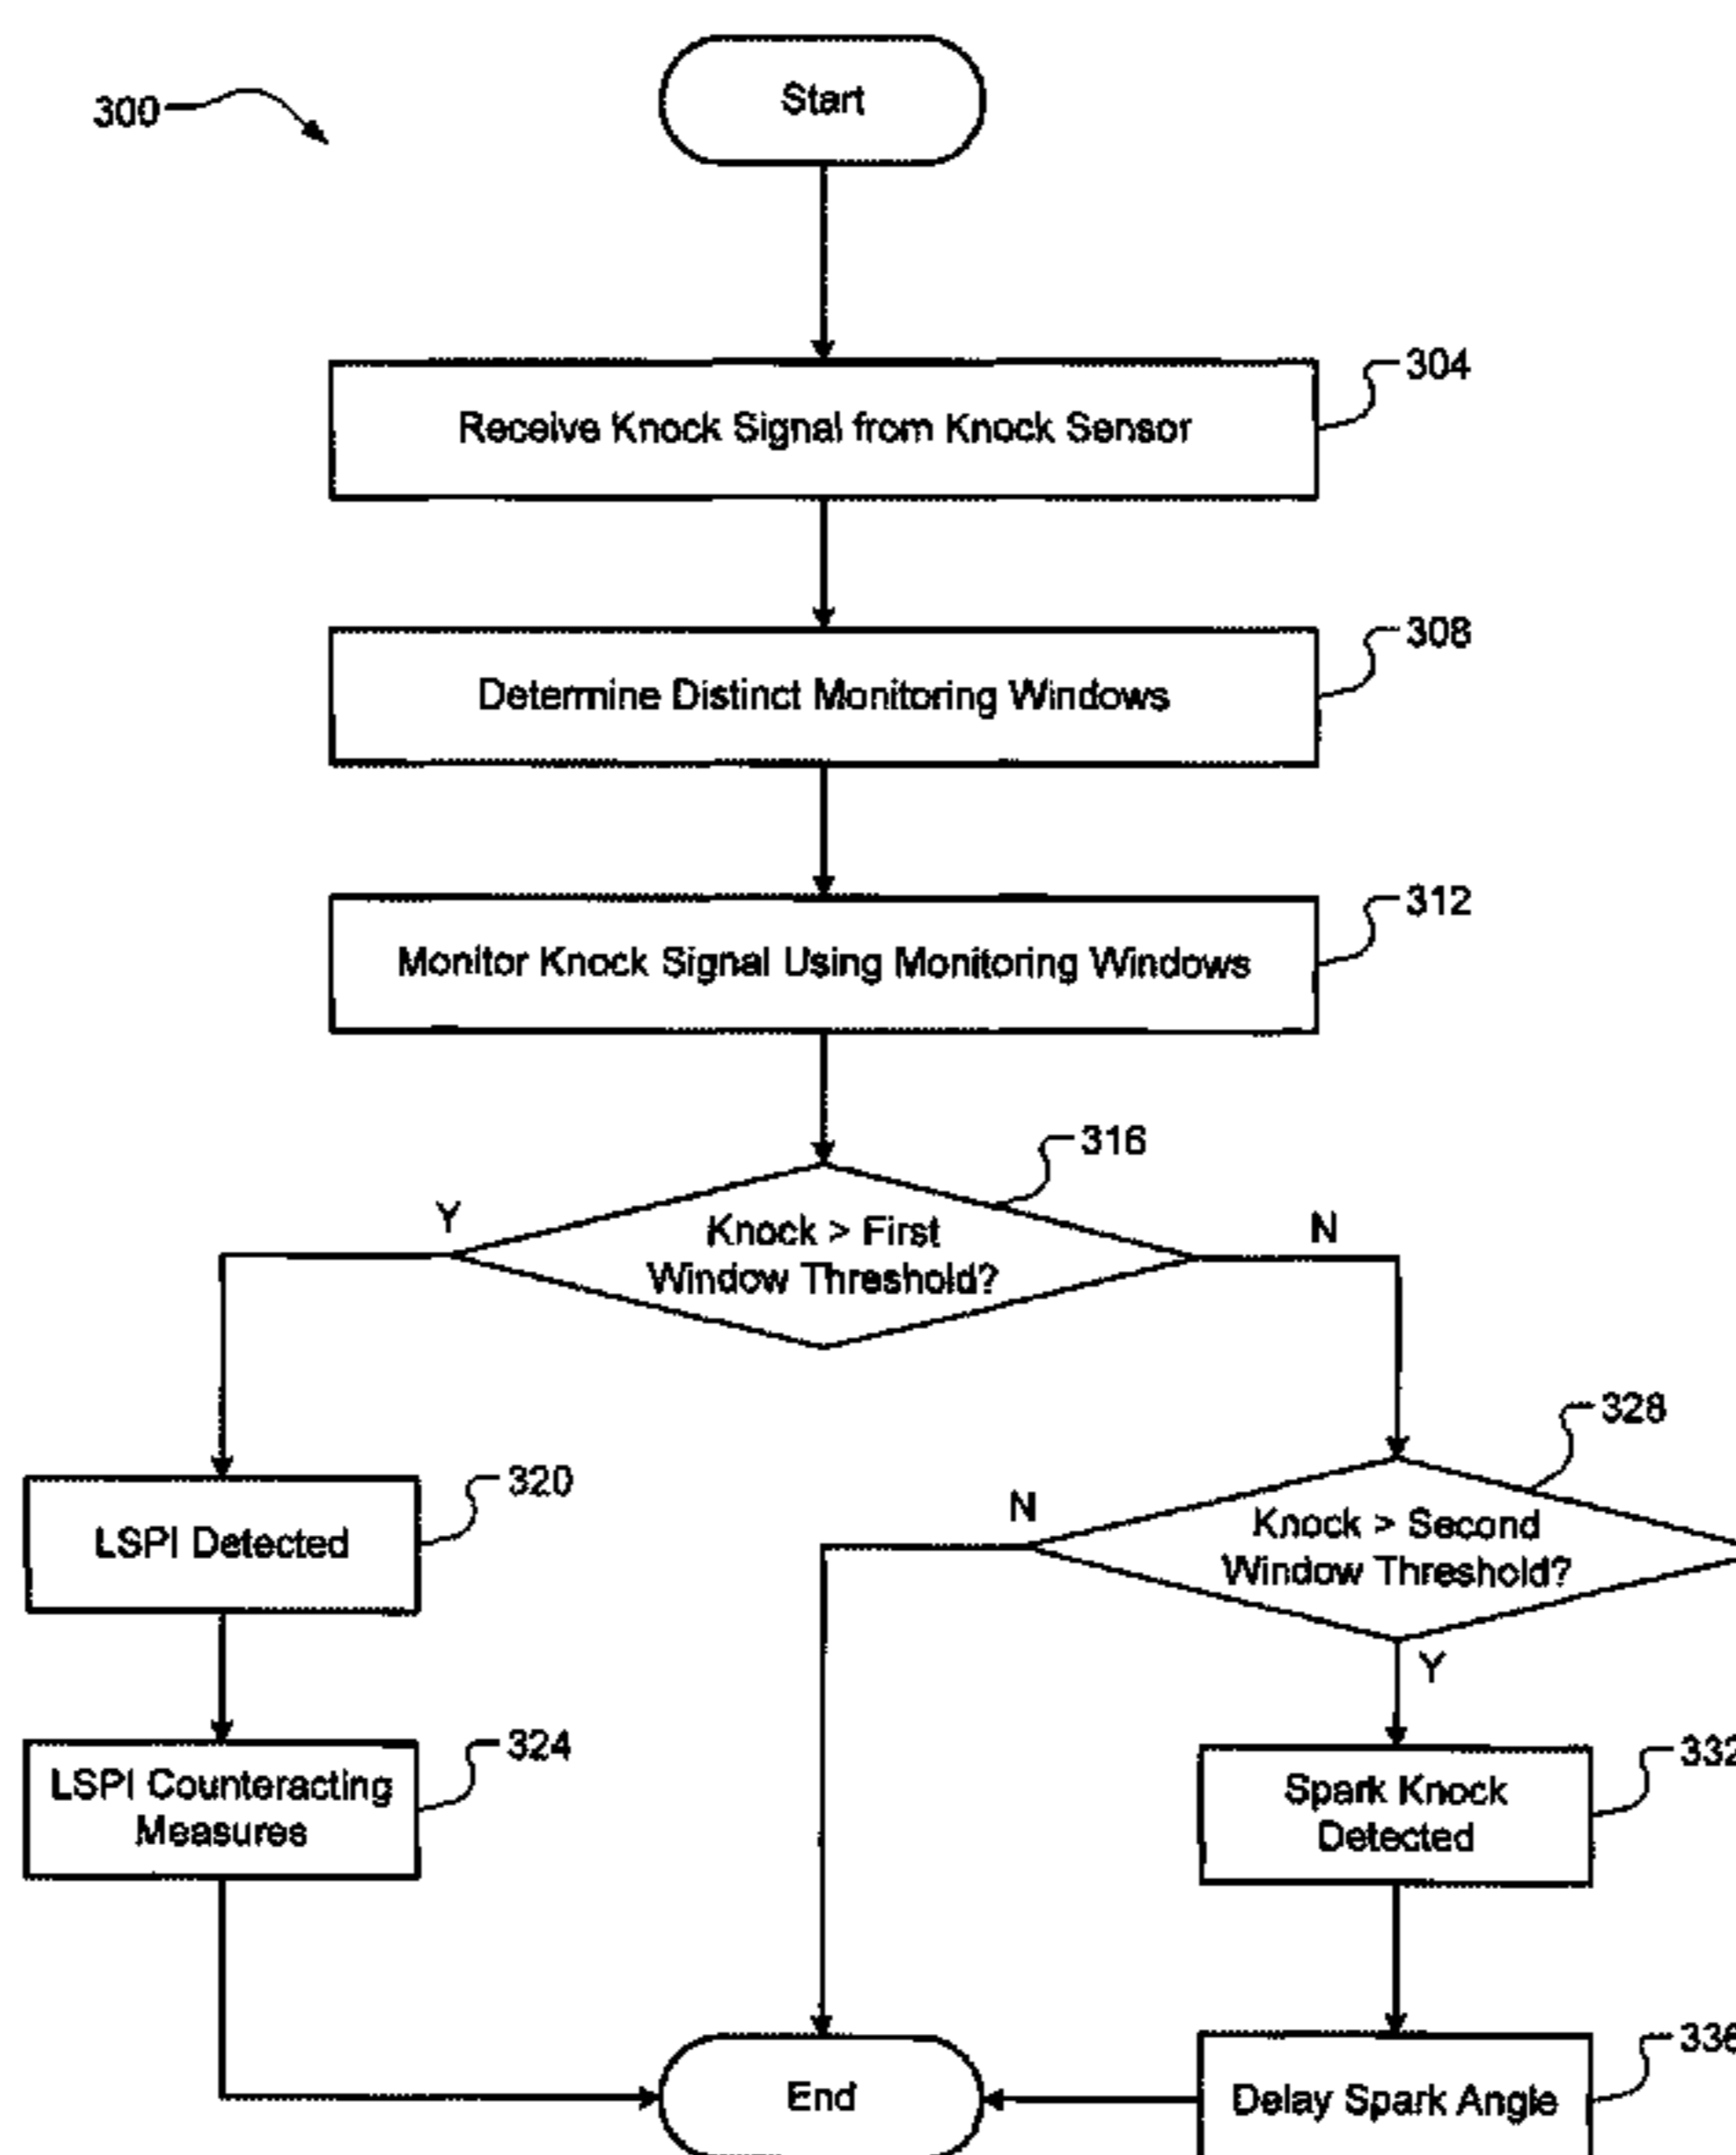 300
Start
304
Receive Knock Signal from Knock Sensor
308
Determine Distinct Monitoring Windows
312
Monitor Knock Signal Using Monitoring Windows
316
Y
Knock > First
Window Threshold?
N
328
N
Knock > Second
Window Threshold?
Y
320
LSPI Detected
324
LSPI Counteracting
Measures
332
Spark Knock
Detected
336
Delay Spark Angle
End